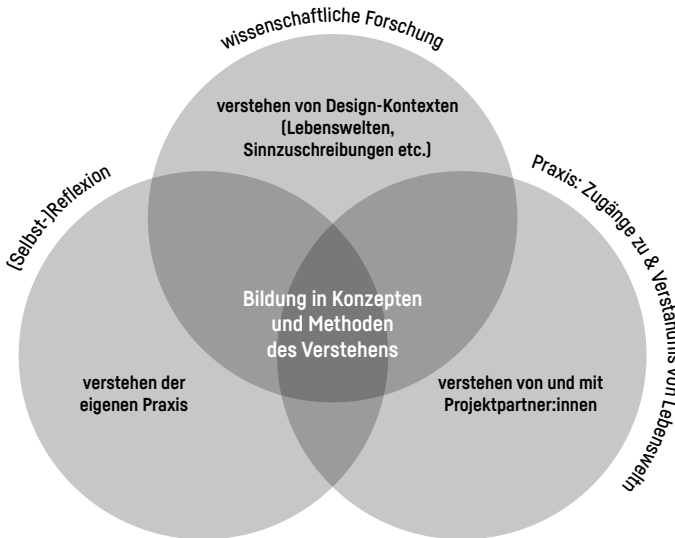 wissenschaftliche Forschung
verstehen von Design-Kontexten
(Lebenswelten,
Sinnzuschreibungen etc.)
(Selbst-)Reflexion
Praxis: Zugänge zu & Verständnis von Lebensweltn
Bildung in Konzepten
und Methoden
des Verstehens
verstehen der
eigenen Praxis
verstehen von und mit
Projektpartner:innen